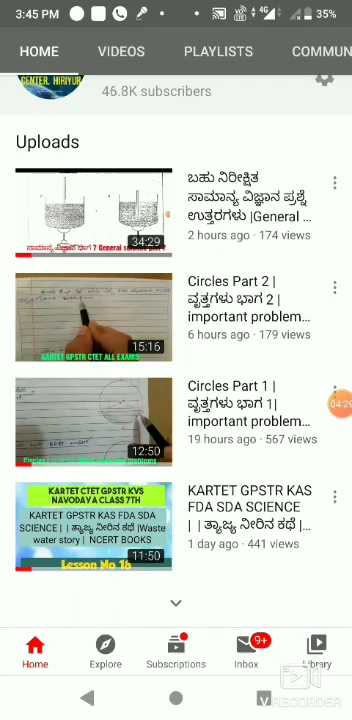 3:45 PM
4G
35%
HOME VIDEOS PLAYLISTS COMMUN
CENTER, HIRIYUR
46.8K subscribers
Uploads
ಬಹು ನಿರೀಕ್ಷಿತ
ಸಾಮಾನ್ಯ ವಿಜ್ಞಾನ ಪ್ರಶ್ನೆ
ಉತ್ತರಗಳು |General ...
2 hours ago · 174 views
ಸಾಮಾನ್ಯ ವಿಜ್ಞಾನ ಭಾಗ 7 General science
34:29
Circles Part 2 |
ವೃತ್ತಗಳು ಭಾಗ 2 |
important problem...
6 hours ago · 179 views
15:16
KARTET GPSTR CTET ALL EXAMS
Circles Part 1 |
ವೃತ್ತಗಳು ಭಾಗ 1|
important problem...
19 hours ago · 567 views
04:29
12:50
KARTET GPSTR KAS
FDA SDA SCIENCE
| | ತ್ಯಾಜ್ಯ ನೀರಿನ ಕಥೆ |...
1 day ago · 441 views
KARTET CTET GPSTR KVS
NAVODAYA CLASS 7TH
KARTET GPSTR KAS FDA SDA
SCIENCE | | ತ್ಯಾಜ್ಯ ನೀರಿನ ಕಥೆ |Waste
water story | NCERT BOOKS
11:50
Lesson No 16
Home Explore Subscriptions Inbox Library
9+
V RECORDER